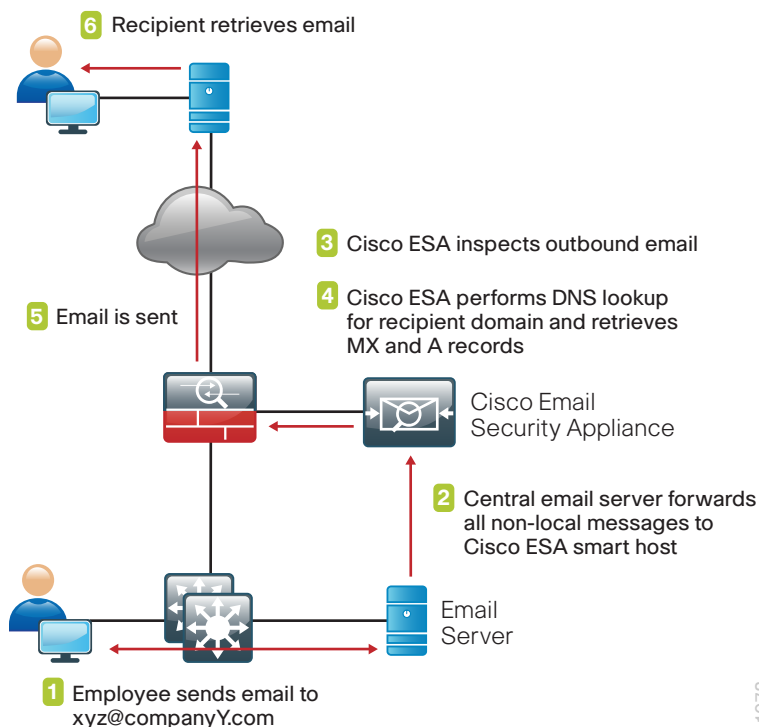 6 Recipient retrieves email
3 Cisco ESA inspects outbound email
4 Cisco ESA performs DNS lookup
for recipient domain and retrieves
MX and A records
5 Email is sent
Cisco Email
Security Appliance
2 Central email server forwards
all non-local messages to
Cisco ESA smart host
Email
Server
1 Employee sends email to
xyz@companyY.com